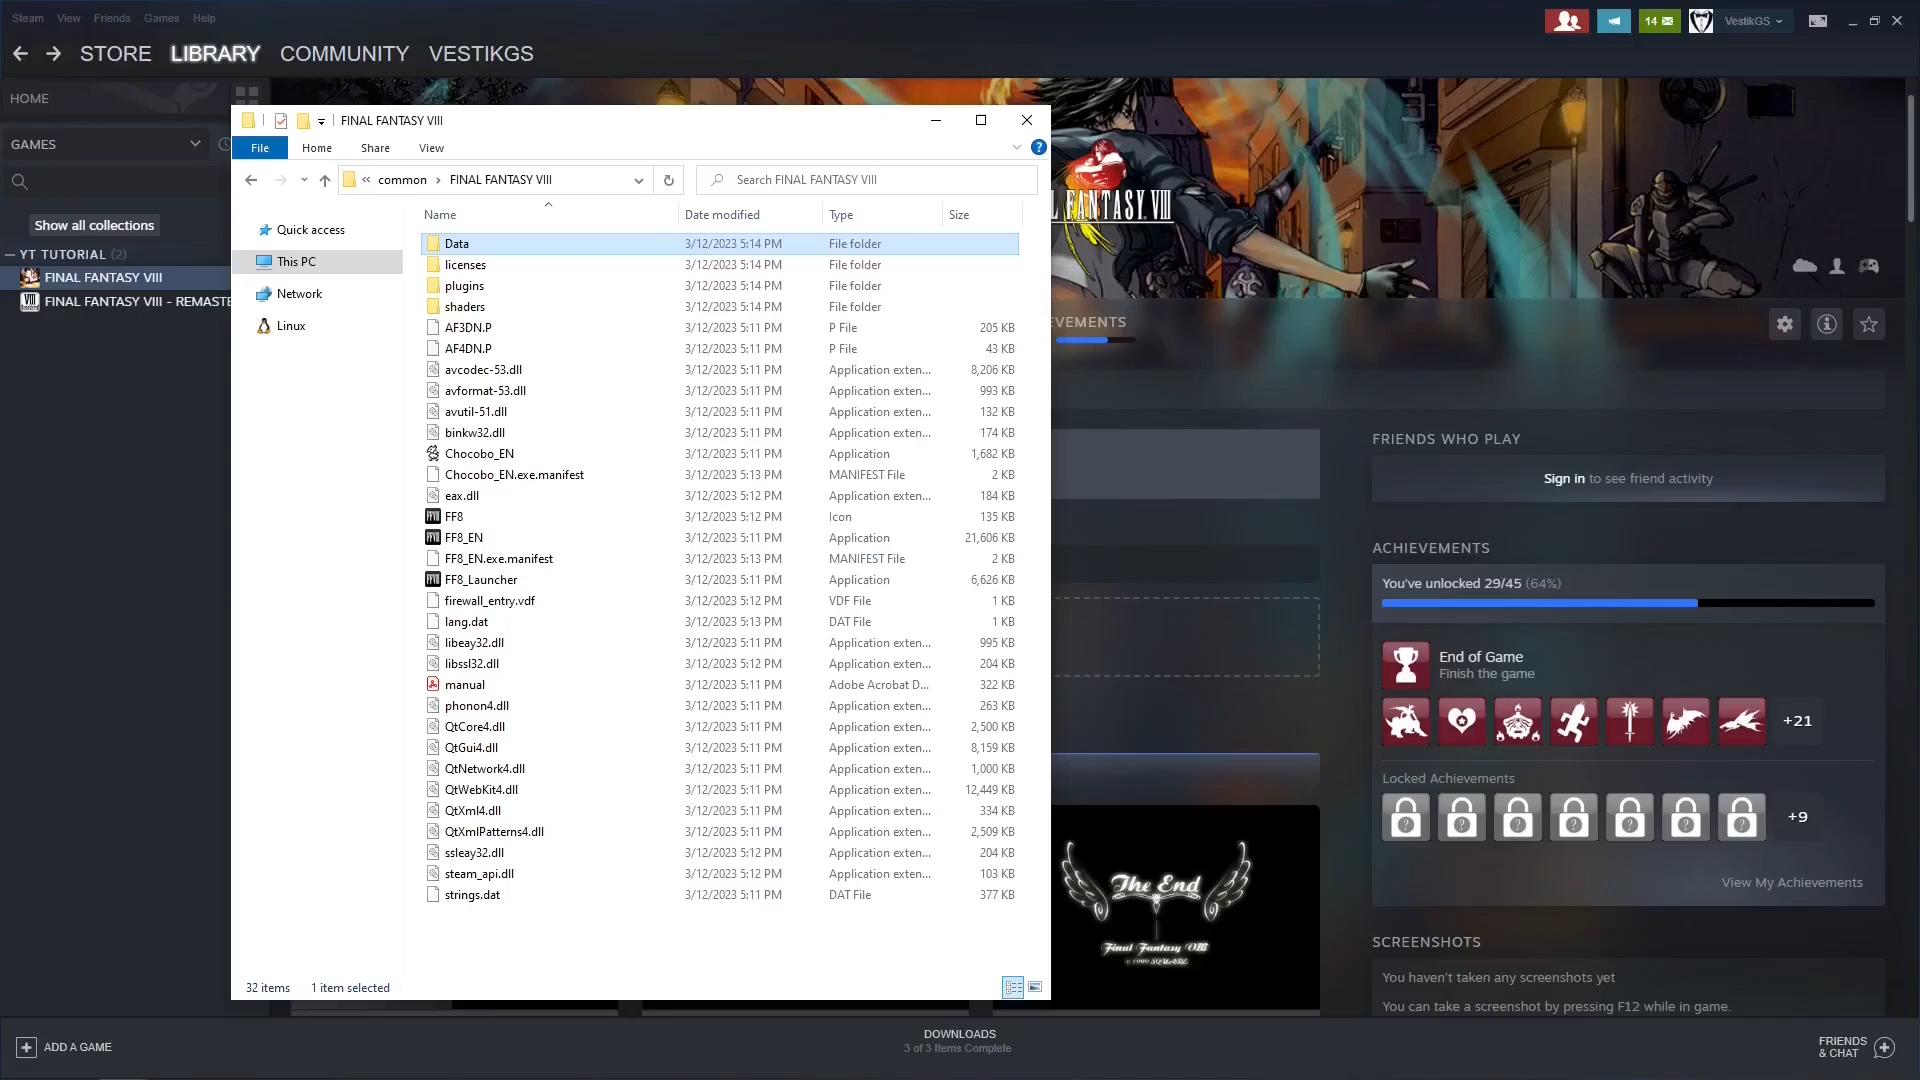 Steam View Friends Games Help
14
VestikGS
STORE LIBRARY COMMUNITY VESTIKGS
HOME
GAMES
Show all collections
YT TUTORIAL (2)
FINAL FANTASY VIII
FINAL FANTASY VIII - REMASTE
FINAL FANTASY VIII
File Home Share View
« common › FINAL FANTASY VIII
Search FINAL FANTASY VIII
Quick access
This PC
Network
Linux
Name Date modified Type Size
Data 3/12/2023 5:14 PM File folder
licenses 3/12/2023 5:14 PM File folder
plugins 3/12/2023 5:14 PM File folder
shaders 3/12/2023 5:14 PM File folder
AF3DN.P 3/12/2023 5:11 PM P File 205 KB
AF4DN.P 3/12/2023 5:11 PM P File 43 KB
avcodec-53.dll 3/12/2023 5:11 PM Application exten... 8,206 KB
avformat-53.dll 3/12/2023 5:11 PM Application exten... 993 KB
avutil-51.dll 3/12/2023 5:11 PM Application exten... 132 KB
binkw32.dll 3/12/2023 5:11 PM Application exten... 174 KB
Chocobo_EN 3/12/2023 5:11 PM Application 1,682 KB
Chocobo_EN.exe.manifest 3/12/2023 5:13 PM MANIFEST File 2 KB
eax.dll 3/12/2023 5:12 PM Application exten... 184 KB
FF8 3/12/2023 5:12 PM Icon 135 KB
FF8_EN 3/12/2023 5:12 PM Application 21,606 KB
FF8_EN.exe.manifest 3/12/2023 5:13 PM MANIFEST File 2 KB
FF8_Launcher 3/12/2023 5:11 PM Application 6,626 KB
firewall_entry.vdf 3/12/2023 5:12 PM VDF File 1 KB
lang.dat 3/12/2023 5:13 PM DAT File 1 KB
libeay32.dll 3/12/2023 5:11 PM Application exten... 995 KB
libssl32.dll 3/12/2023 5:12 PM Application exten... 204 KB
manual 3/12/2023 5:11 PM Adobe Acrobat D... 322 KB
phonon4.dll 3/12/2023 5:11 PM Application exten... 263 KB
QtCore4.dll 3/12/2023 5:11 PM Application exten... 2,500 KB
QtGui4.dll 3/12/2023 5:11 PM Application exten... 8,159 KB
QtNetwork4.dll 3/12/2023 5:11 PM Application exten... 1,000 KB
QtWebKit4.dll 3/12/2023 5:11 PM Application exten... 12,449 KB
QtXml4.dll 3/12/2023 5:11 PM Application exten... 334 KB
QtXmlPatterns4.dll 3/12/2023 5:11 PM Application exten... 2,509 KB
ssleay32.dll 3/12/2023 5:12 PM Application exten... 204 KB
steam_api.dll 3/12/2023 5:12 PM Application exten... 103 KB
strings.dat 3/12/2023 5:11 PM DAT File 377 KB
32 items 1 item selected
L FANTASY VIII
EVEMENTS
FRIENDS WHO PLAY
Sign in to see friend activity
ACHIEVEMENTS
You've unlocked 29/45 (64%)
End of Game
Finish the game
+21
Locked Achievements
+9
View My Achievements
The End
Final Fantasy VIII
© 1999 SQUARE
SCREENSHOTS
You haven't taken any screenshots yet
You can take a screenshot by pressing F12 while in game.
ADD A GAME
DOWNLOADS
3 of 3 Items Complete
FRIENDS
& CHAT